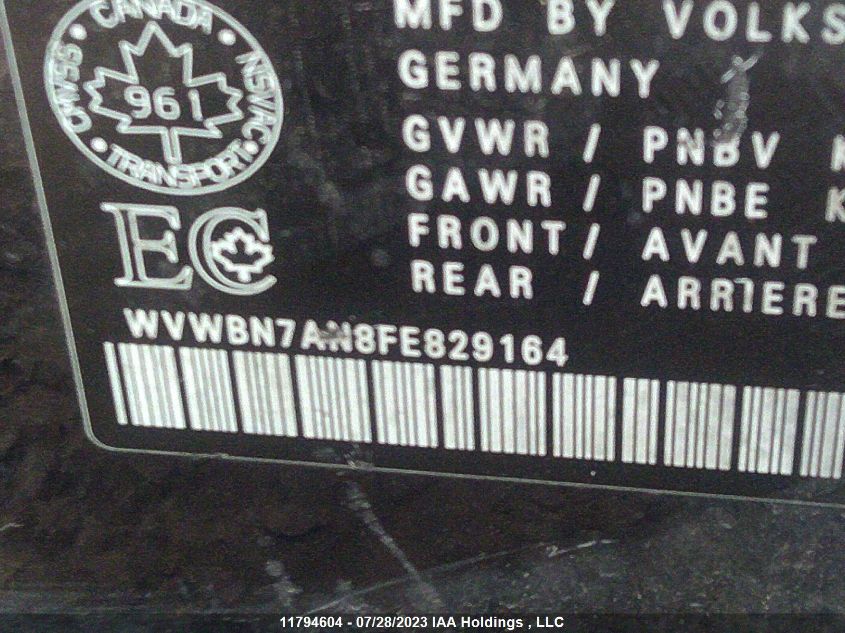 CANADA
CMVSS
NSVAC
961
TRANSPORT
EC
MFD BY VOLKS
GERMANY
GVWR / PNBV
GAWR / PNBE K
FRONT / AVANT
REAR / ARRIERE
WVWBN7AN8FE829164
11794604 - 07/28/2023 IAA Holdings , LLC